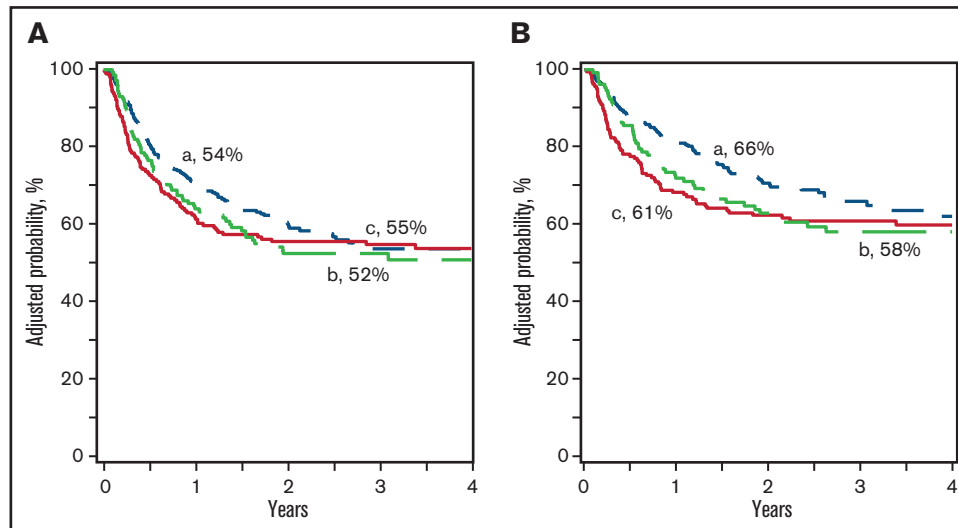 A
Adjusted probability, %
100
80
60
40
20
0
a, 54%
c, 55%
b, 52%
0 1 2 3 4
Years
B
Adjusted probability, %
100
80
60
40
20
0
a, 66%
c, 61%
b, 58%
0 1 2 3 4
Years